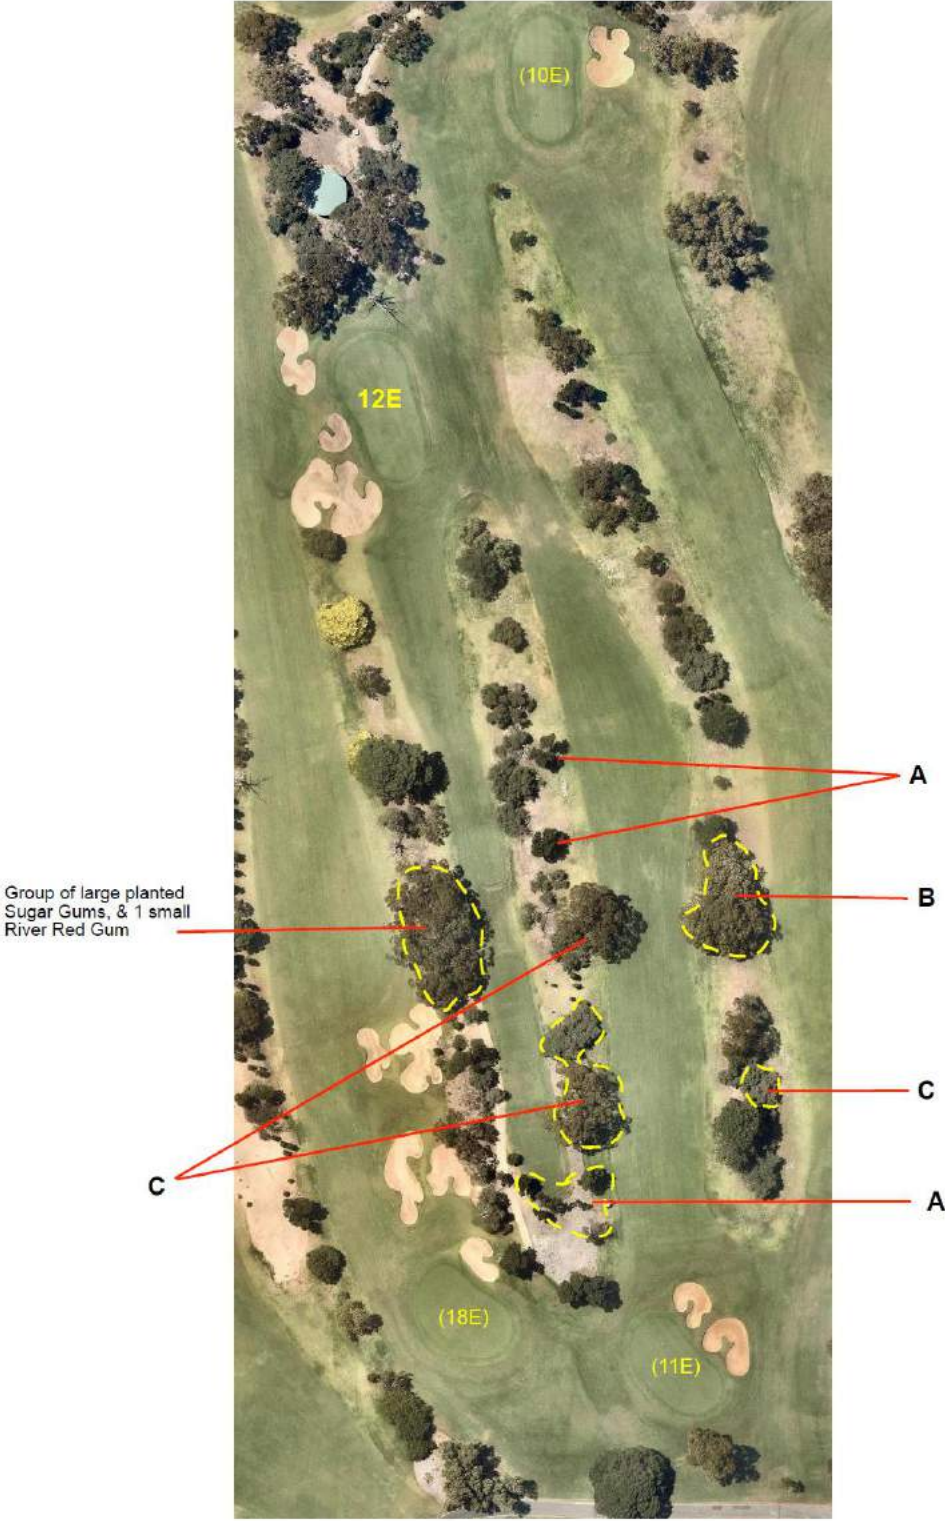 (10E)
12E
A
Group of large planted
Sugar Gums, & 1 small
River Red Gum
B
C
C
A
(18E)
(11E)